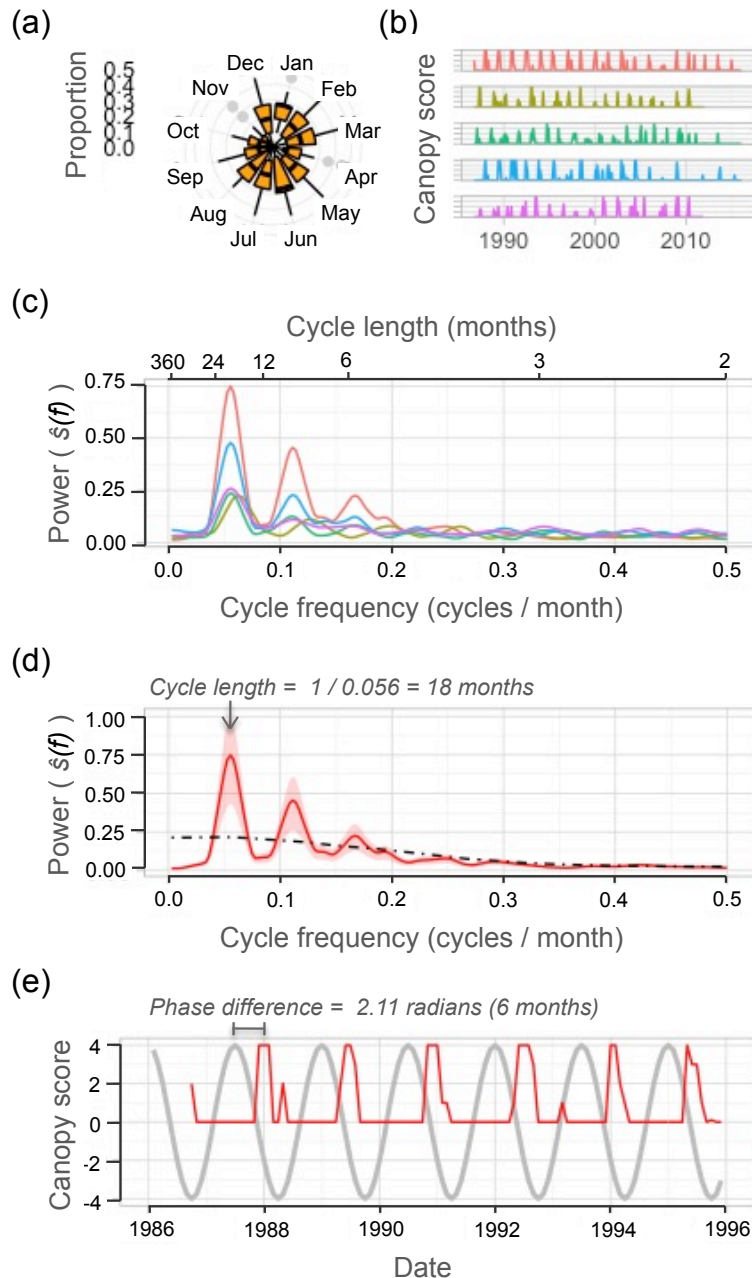 (a)
Proportion
0.5
0.4
0.3
0.2
0.1
0.0
Dec
Jan
Nov
Feb
Oct
Mar
Sep
Apr
Aug
May
Jul
Jun
(b)
Canopy score
1990 2000 2010
(c)
Cycle length (months)
360 24 12 6 3 2
Power ( ŝ(f) )
0.75
0.50
0.25
0.00
0.0 0.1 0.2 0.3 0.4 0.5
Cycle frequency (cycles / month)
(d)
Cycle length = 1 / 0.056 = 18 months
Power ( ŝ(f) )
1.00
0.75
0.50
0.25
0.00
0.0 0.1 0.2 0.3 0.4 0.5
Cycle frequency (cycles / month)
(e)
Phase difference = 2.11 radians (6 months)
Canopy score
4
2
0
-2
-4
1986 1988 1990 1992 1994 1996
Date